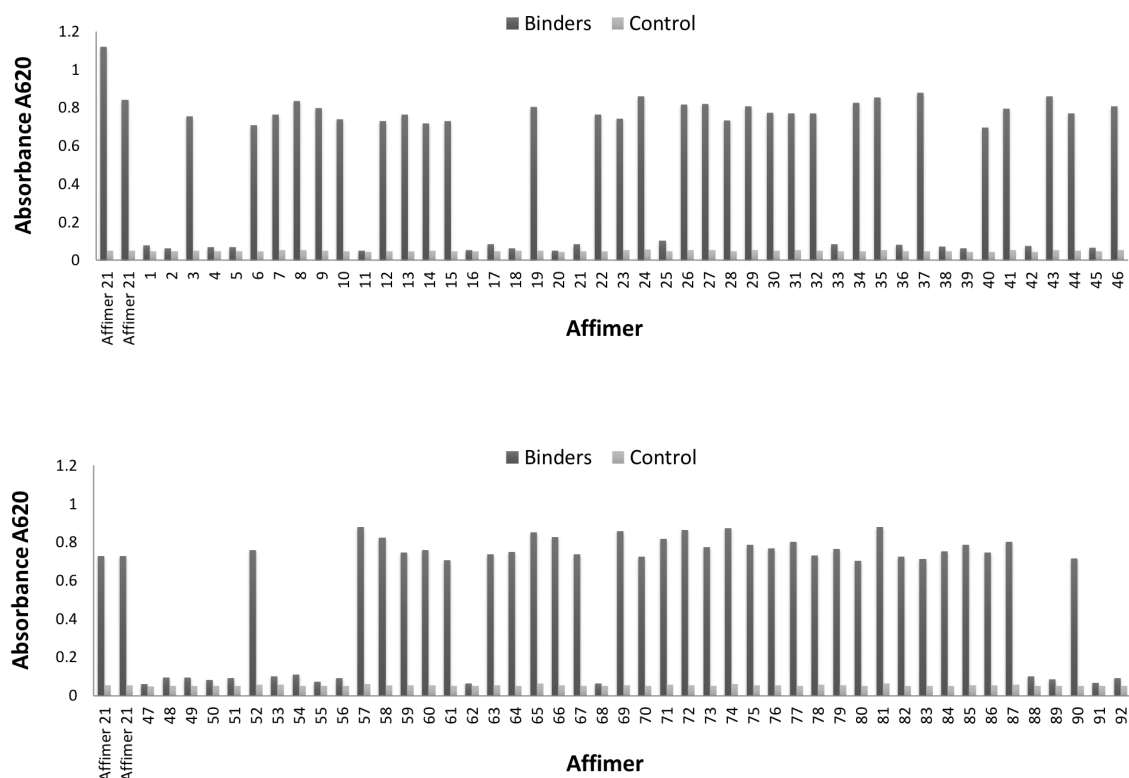 Binders Control
1.2
1
0.8
0.6
0.4
0.2
0
Absorbance A620
Affimer 21 Affimer 21 1 2 3 4 5 6 7 8 9 10 11 12 13 14 15 16 17 18 19 20 21 22 23 24 25 26 27 28 29 30 31 32 33 34 35 36 37 38 39 40 41 42 43 44 45 46
Affimer
Binders Control
1.2
1
0.8
0.6
0.4
0.2
0
Absorbance A620
Affimer 21 Affimer 21 47 48 49 50 51 52 53 54 55 56 57 58 59 60 61 62 63 64 65 66 67 68 69 70 71 72 73 74 75 76 77 78 79 80 81 82 83 84 85 86 87 88 89 90 91 92
Affimer